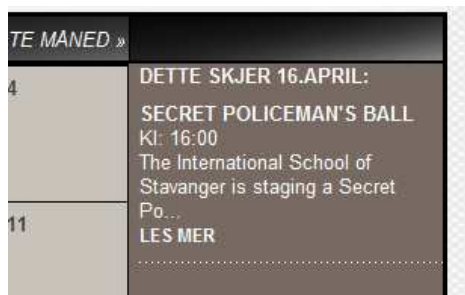 TE MÅNED »
4
DETTE SKJER 16.APRIL:
SECRET POLICEMAN'S BALL
Kl: 16:00
The International School of
Stavanger is staging a Secret
Po...
LES MER
11